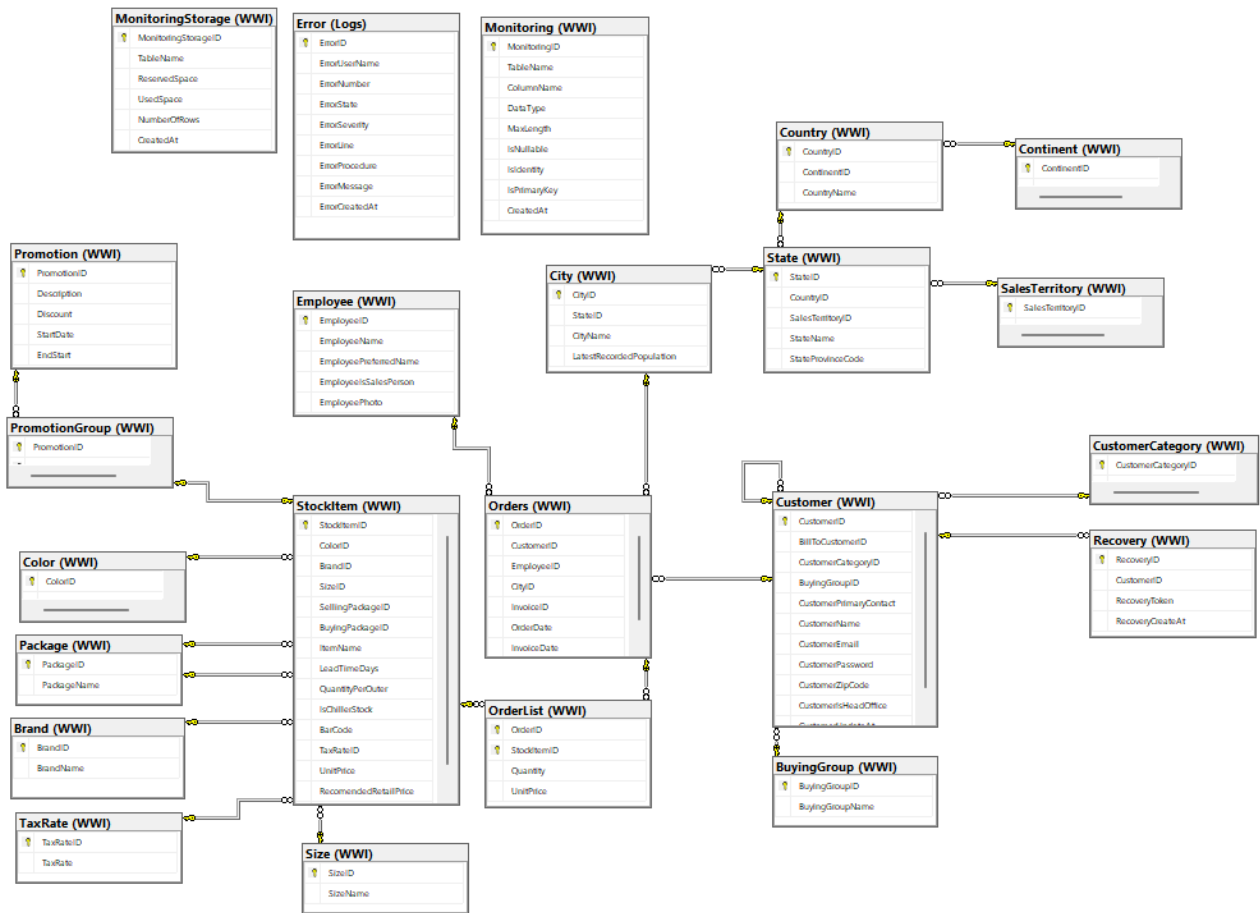 MonitoringStorage (WWI)
MonitoringStorageID
TableName
ReservedSpace
UsedSpace
NumberOfRows
CreatedAt
Error (Logs)
ErrorID
ErrorUserName
ErrorNumber
ErrorState
ErrorSeverity
ErrorLine
ErrorProcedure
ErrorMessage
ErrorCreatedAt
Monitoring (WWI)
MonitoringID
TableName
ColumnName
DataType
MaxLength
IsNullable
IsIdentity
IsPrimaryKey
CreatedAt
Country (WWI)
CountryID
ContinentID
CountryName
Continent (WWI)
ContinentID
Promotion (WWI)
PromotionID
Description
Discount
StartDate
EndStart
Employee (WWI)
EmployeeID
EmployeeName
EmployeePreferredName
EmployeeIsSalesPerson
EmployeePhoto
City (WWI)
CityID
StateID
CityName
LatestRecordedPopulation
State (WWI)
StateID
CountryID
SalesTerritoryID
StateName
StateProvinceCode
SalesTerritory (WWI)
SalesTerritoryID
PromotionGroup (WWI)
PromotionID
StockItem (WWI)
StockItemID
ColorID
BrandID
SizeID
SellingPackageID
BuyingPackageID
ItemName
LeadTimeDays
QuantityPerOuter
IsChillerStock
BarCode
TaxRateID
UnitPrice
RecomendedRetailPrice
Orders (WWI)
OrderID
CustomerID
EmployeeID
CityID
InvoiceID
OrderDate
InvoiceDate
Customer (WWI)
CustomerID
BillToCustomerID
CustomerCategoryID
BuyingGroupID
CustomerPrimaryContact
CustomerName
CustomerEmail
CustomerPassword
CustomerZipCode
CustomerIsHeadOffice
CustomerUpdateAt
CustomerCategory (WWI)
CustomerCategoryID
Recovery (WWI)
RecoveryID
CustomerID
RecoveryToken
RecoveryCreateAt
Color (WWI)
ColorID
Package (WWI)
PackageID
PackageName
Brand (WWI)
BrandID
BrandName
OrderList (WWI)
OrderID
StockItemID
Quantity
UnitPrice
BuyingGroup (WWI)
BuyingGroupID
BuyingGroupName
TaxRate (WWI)
TaxRateID
TaxRate
Size (WWI)
SizeID
SizeName